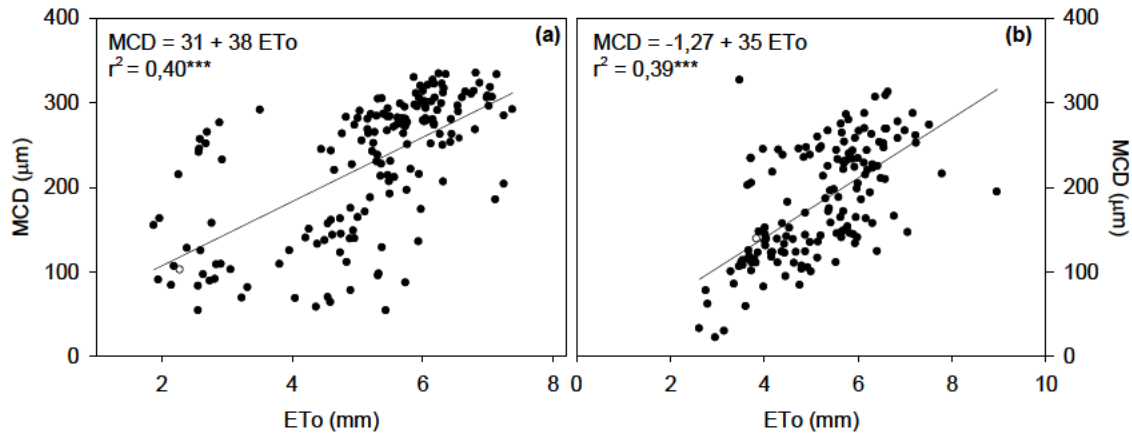 MCD = 31 + 38 ETo
r² = 0,40***
(a)
400
300
200
100
0
MCD (μm)
2
4
6
8
ETo (mm)
MCD = -1,27 + 35 ETo
r² = 0,39***
(b)
400
300
200
100
0
MCD (μm)
0
2
4
6
8
10
ETo (mm)